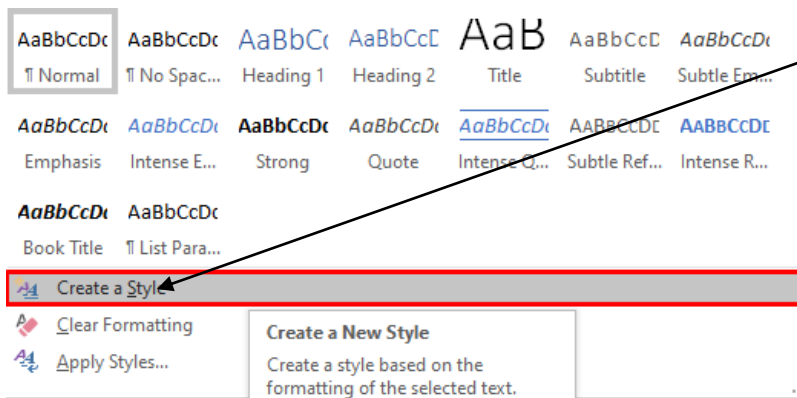 AaBbCcDc AaBbCcDc AaBbCc AaBbCcD AaB AaBbCcD AaBbCcDc
¶ Normal ¶ No Spac... Heading 1 Heading 2 Title Subtitle Subtle Em...
AaBbCcDc AaBbCcDc AaBbCcDc AaBbCcDc AaBbCcDc AABBCCDE AABBCCDE
Emphasis Intense E... Strong Quote Intense Q... Subtle Ref... Intense R...
AaBbCcDc AaBbCcDc
Book Title ¶ List Para...
Create a Style
Clear Formatting
Apply Styles...
Create a New Style
Create a style based on the
formatting of the selected text.